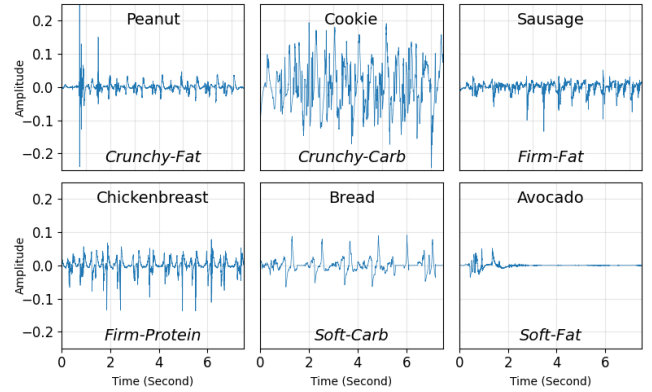 Peanut
Cookie
Sausage
0.2
0.1
0.0
−0.1
−0.2
Amplitude
Crunchy-Fat
Crunchy-Carb
Firm-Fat
Chickenbreast
Bread
Avocado
0.2
0.1
0.0
−0.1
−0.2
Amplitude
Firm-Protein
Soft-Carb
Soft-Fat
0 2 4 6
0 2 4 6
0 2 4 6
Time (Second)
Time (Second)
Time (Second)